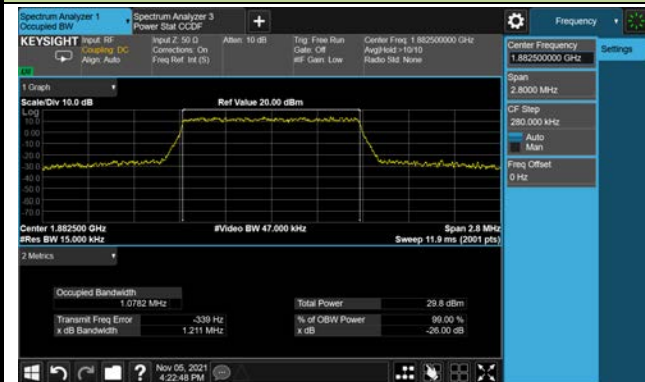 Spectrum Analyzer 1
Occupied BW
Spectrum Analyzer 3
Power Stat CCDF
+
Frequency
KEYSIGHT Input: RF
Coupling: DC
Align: Auto
Input Z: 50 Ω
Corrections: On
Freq Ref: Int (S)
Atten: 10 dB
Trig: Free Run
Gate: Off
#IF Gain: Low
Center Freq: 1.882500000 GHz
Avg|Hold:>10/10
Radio Std: None
Center Frequency
1.882500000 GHz
Settings
Span
2.8000 MHz
CF Step
280.000 kHz
Auto
Man
Freq Offset
0 Hz
1 Graph
Scale/Div 10.0 dB
Ref Value 20.00 dBm
Log
10.0
0.00
-10.0
-20.0
-30.0
-40.0
-50.0
-60.0
-70.0
Center 1.882500 GHz
#Video BW 47.000 kHz
Span 2.8 MHz
#Res BW 15.000 kHz
Sweep 11.9 ms (2001 pts)
2 Metrics
Occupied Bandwidth
1.0782 MHz
Total Power 29.8 dBm
Transmit Freq Error -339 Hz
% of OBW Power 99.00 %
x dB Bandwidth 1.211 MHz
x dB -26.00 dB
?
Nov 05, 2021
4:22:48 PM